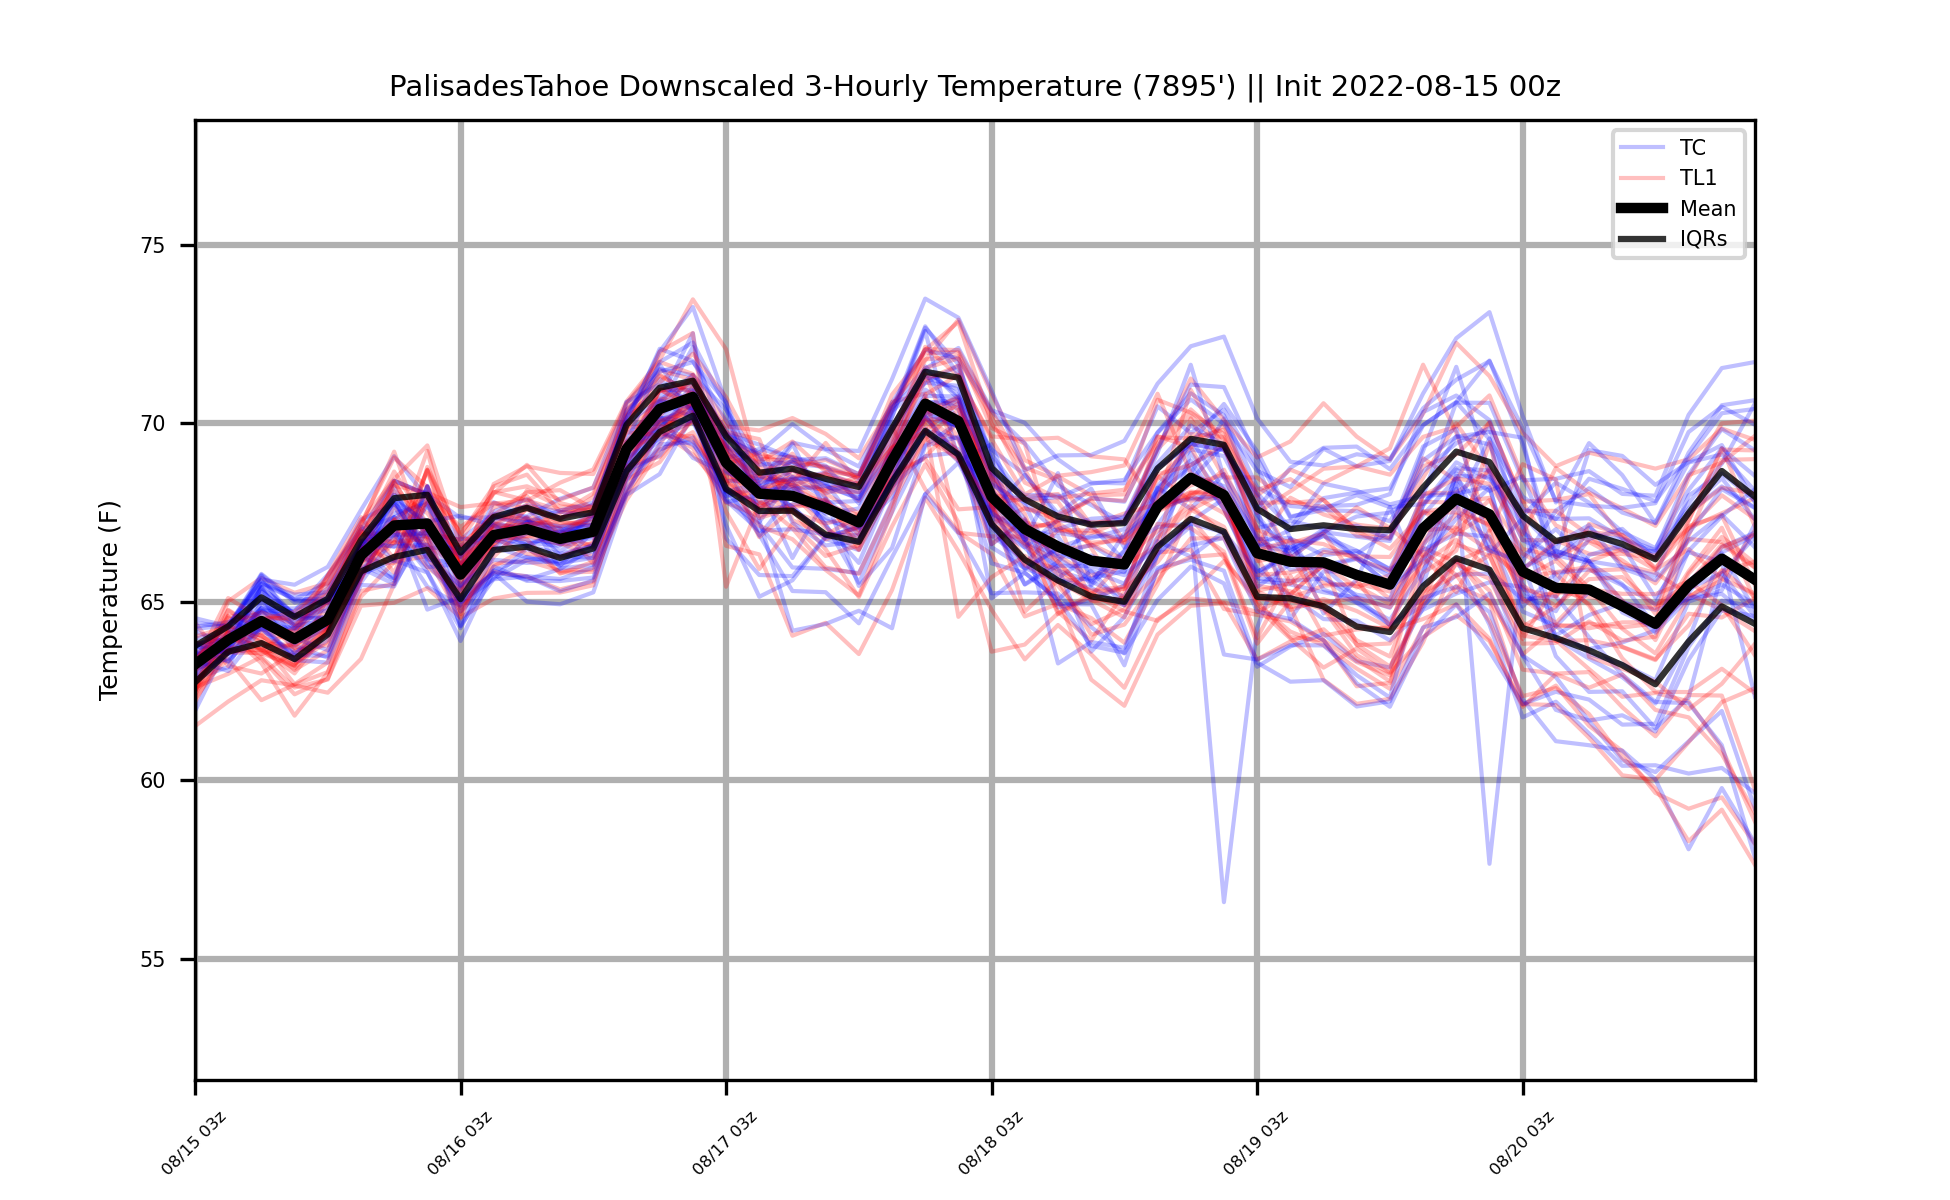 PalisadesTahoe Downscaled 3-Hourly Temperature (7895') || Init 2022-08-15 00z
TC
TL1
Mean
IQRs
Temperature (F)
75
70
65
60
55
08/15 03z
08/16 03z
08/17 03z
08/18 03z
08/19 03z
08/20 03z